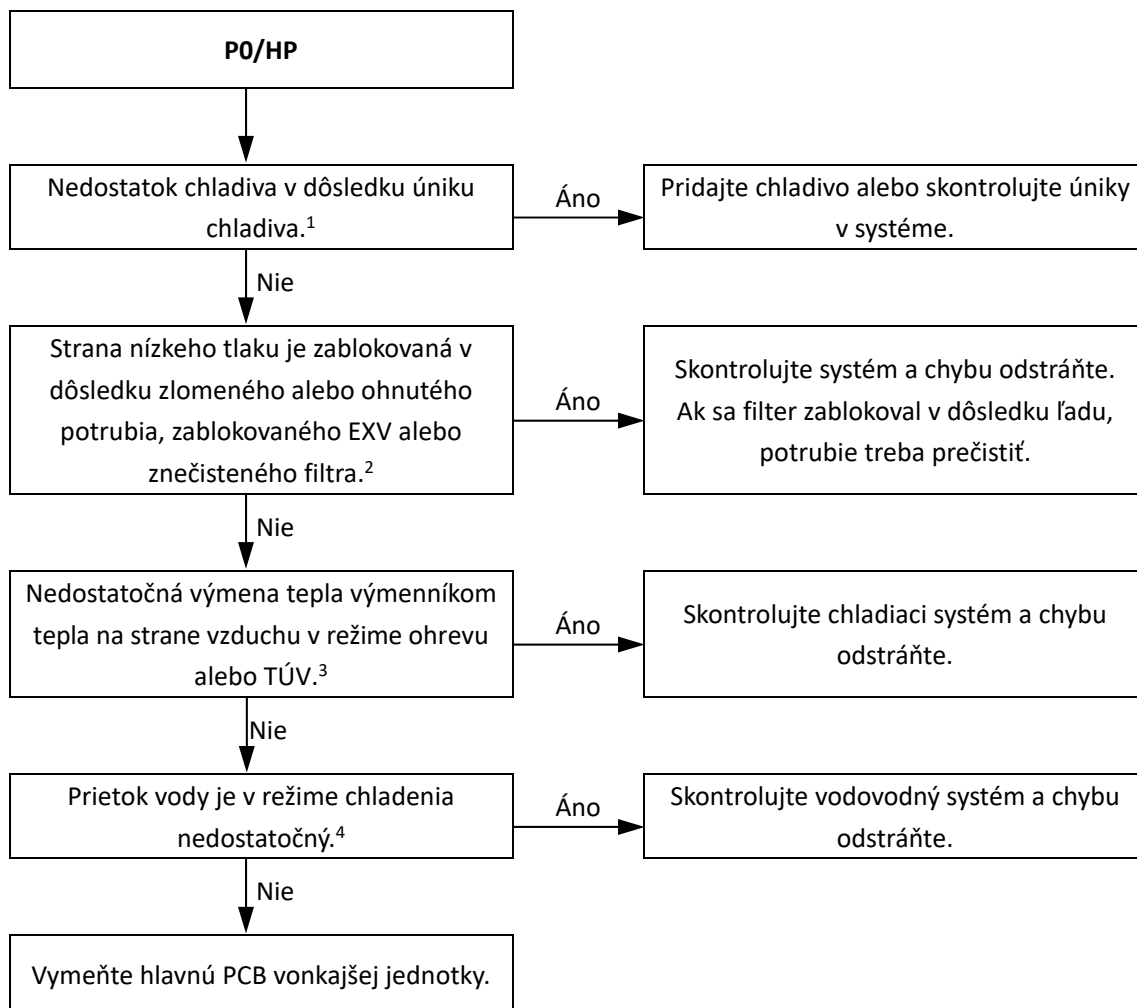 P0/HP
Nedostatok chladiva v dôsledku úniku
chladiva.¹
Áno
Pridajte chladivo alebo skontrolujte úniky
v systéme.
Nie
Strana nízkeho tlaku je zablokovaná v
dôsledku zlomeného alebo ohnutého
potrubia, zablokovaného EXV alebo
znečisteného filtra.²
Áno
Skontrolujte systém a chybu odstráňte.
Ak sa filter zablokoval v dôsledku ľadu,
potrubie treba prečistiť.
Nie
Nedostatočná výmena tepla výmenníkom
tepla na strane vzduchu v režime ohrevu
alebo TÚV.³
Áno
Skontrolujte chladiaci systém a chybu
odstráňte.
Nie
Prietok vody je v režime chladenia
nedostatočný.⁴
Áno
Skontrolujte vodovodný systém a chybu
odstráňte.
Nie
Vymeňte hlavnú PCB vonkajšej jednotky.